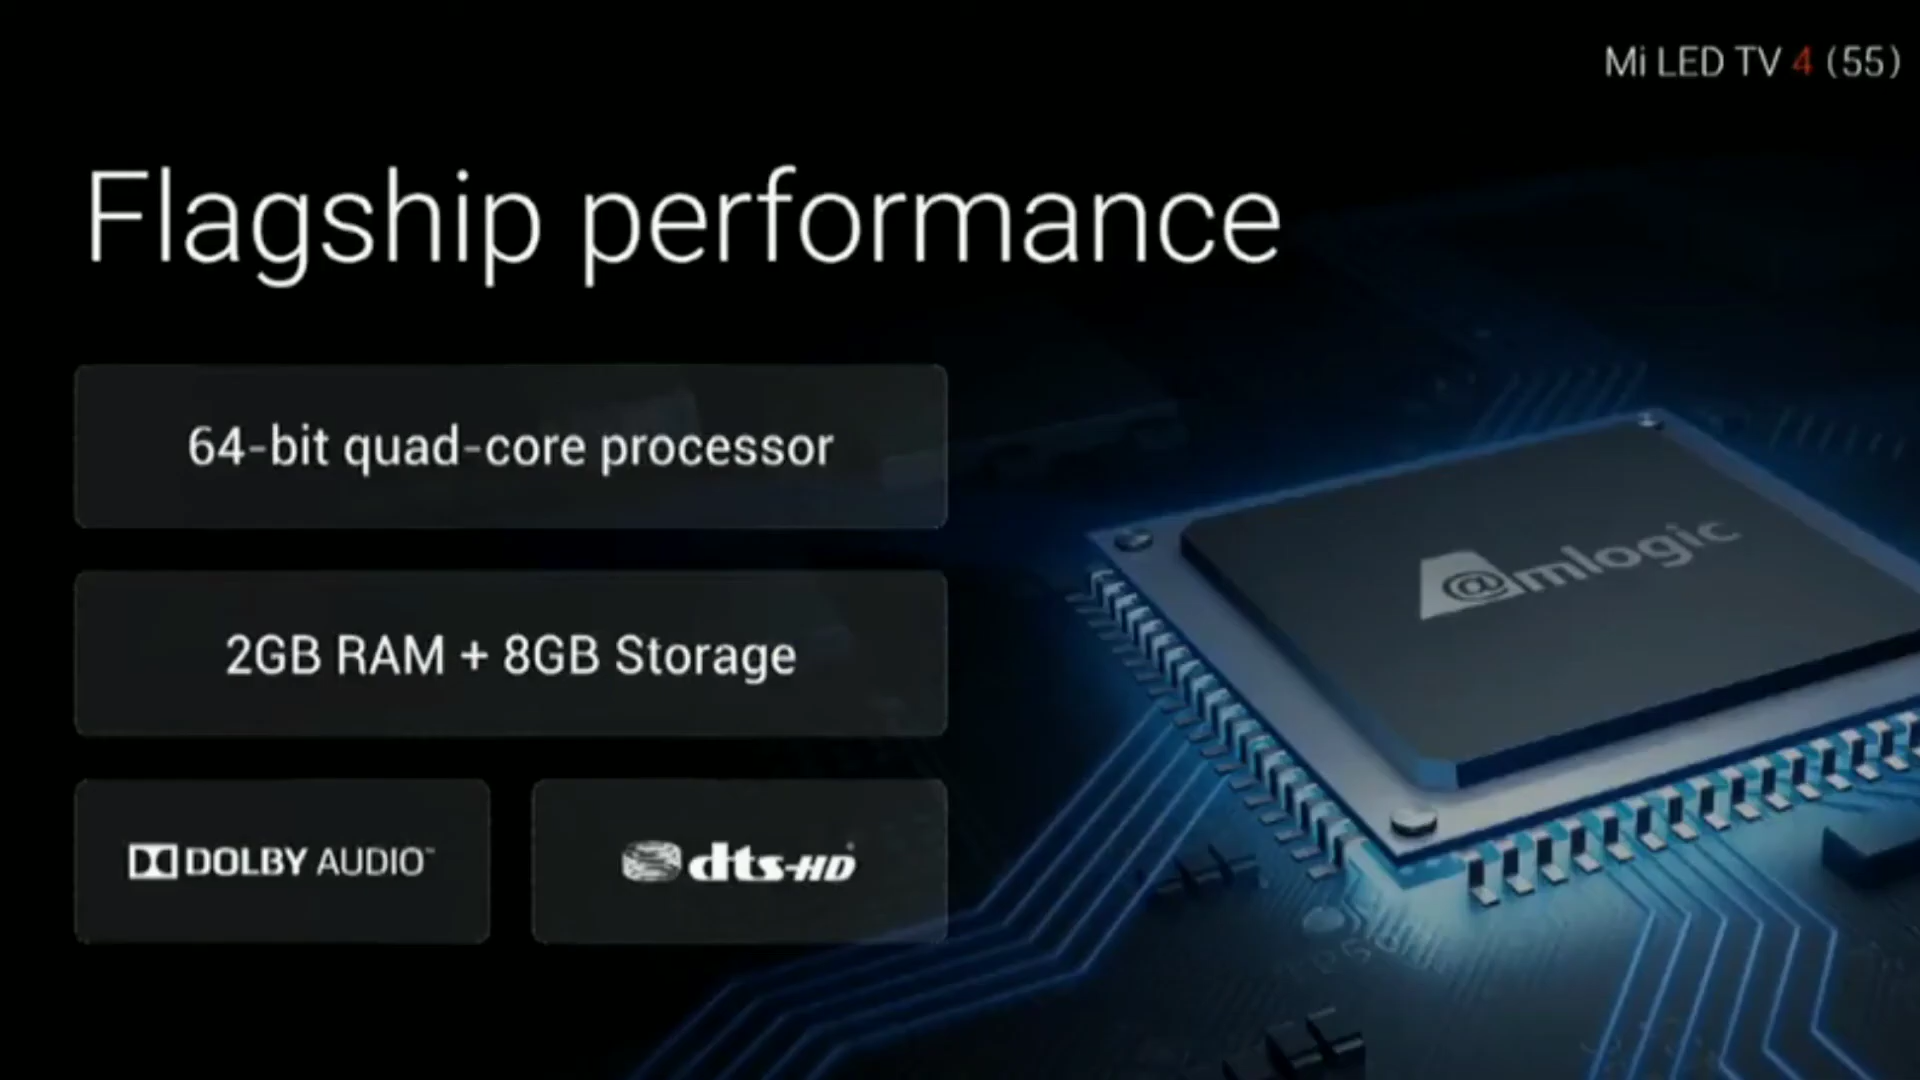 Mi LED TV 4 (55)
Flagship performance
64-bit quad-core processor
2GB RAM + 8GB Storage
DOLBY AUDIO™
dts-HD®
@mlogic